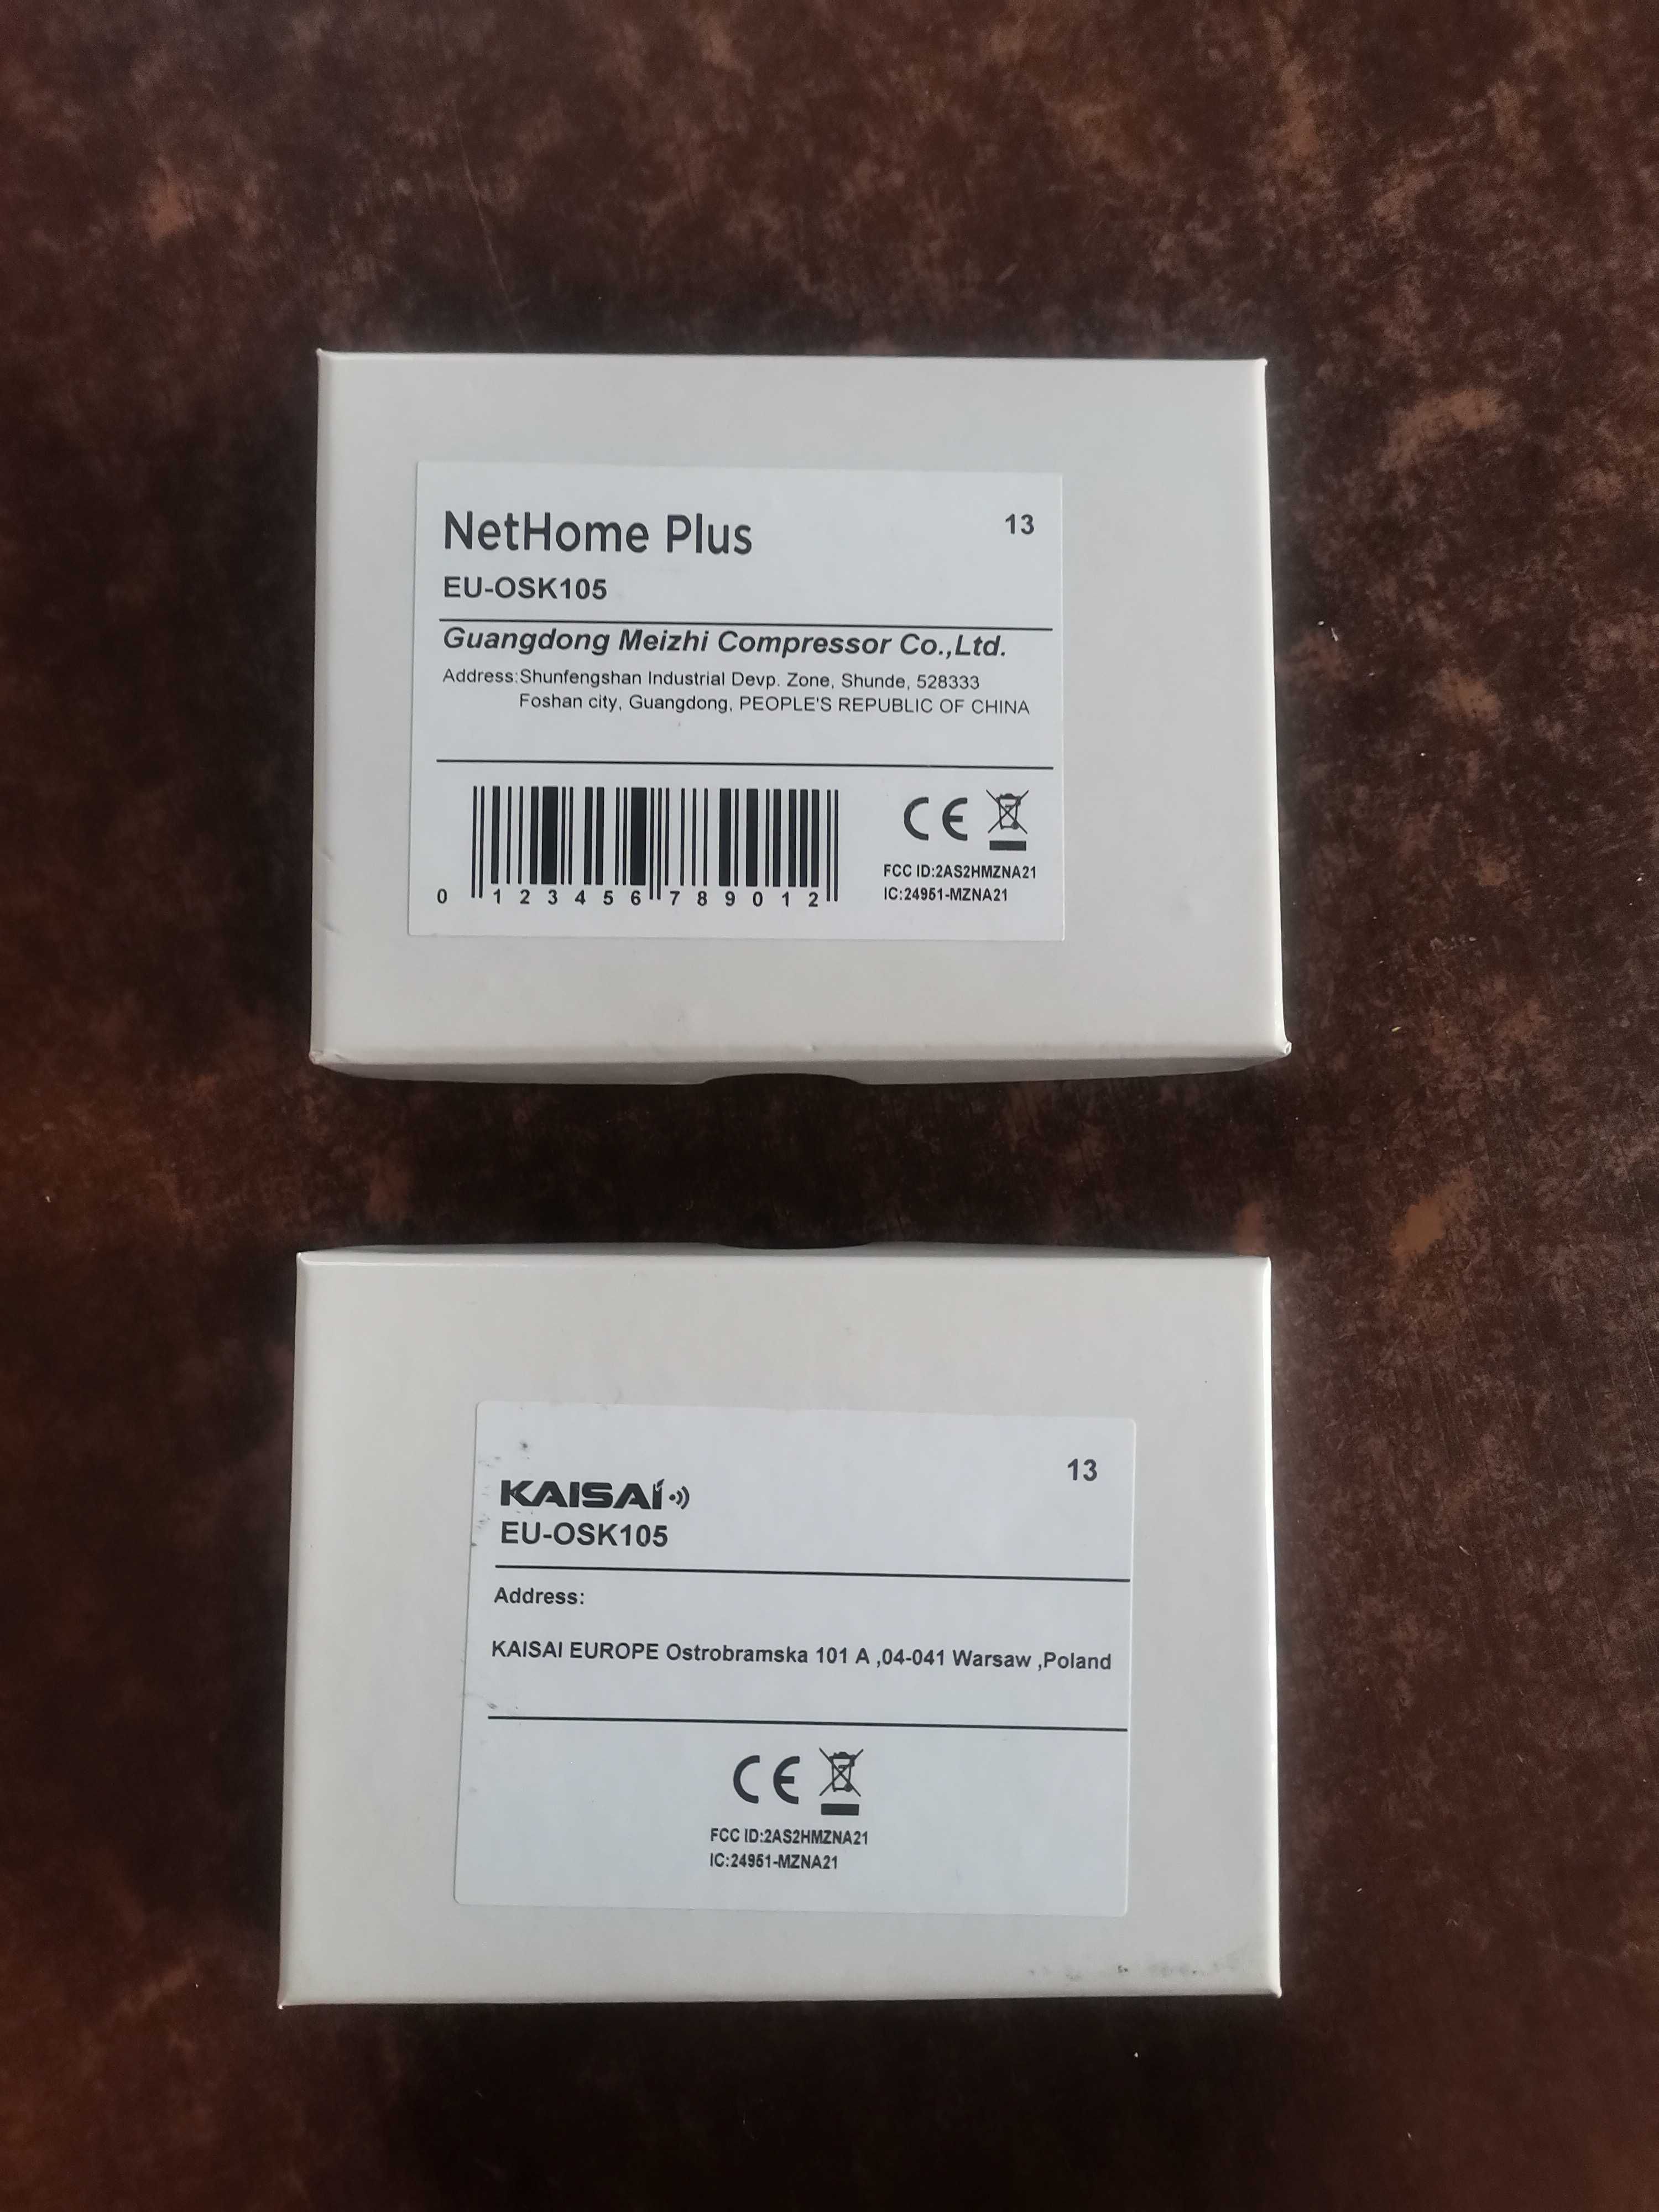 NetHome Plus
13
EU-OSK105
Guangdong Meizhi Compressor Co.,Ltd.
Address:Shunfengshan Industrial Devp. Zone, Shunde, 528333
Foshan city, Guangdong, PEOPLE'S REPUBLIC OF CHINA
0 123456 789012
CE
FCC ID:2AS2HMZNA21
IC:24951-MZNA21
13
KAISAI
EU-OSK105
Address:
KAISAI EUROPE Ostrobramska 101 A ,04-041 Warsaw ,Poland
CE
FCC ID:2AS2HMZNA21
IC:24951-MZNA21